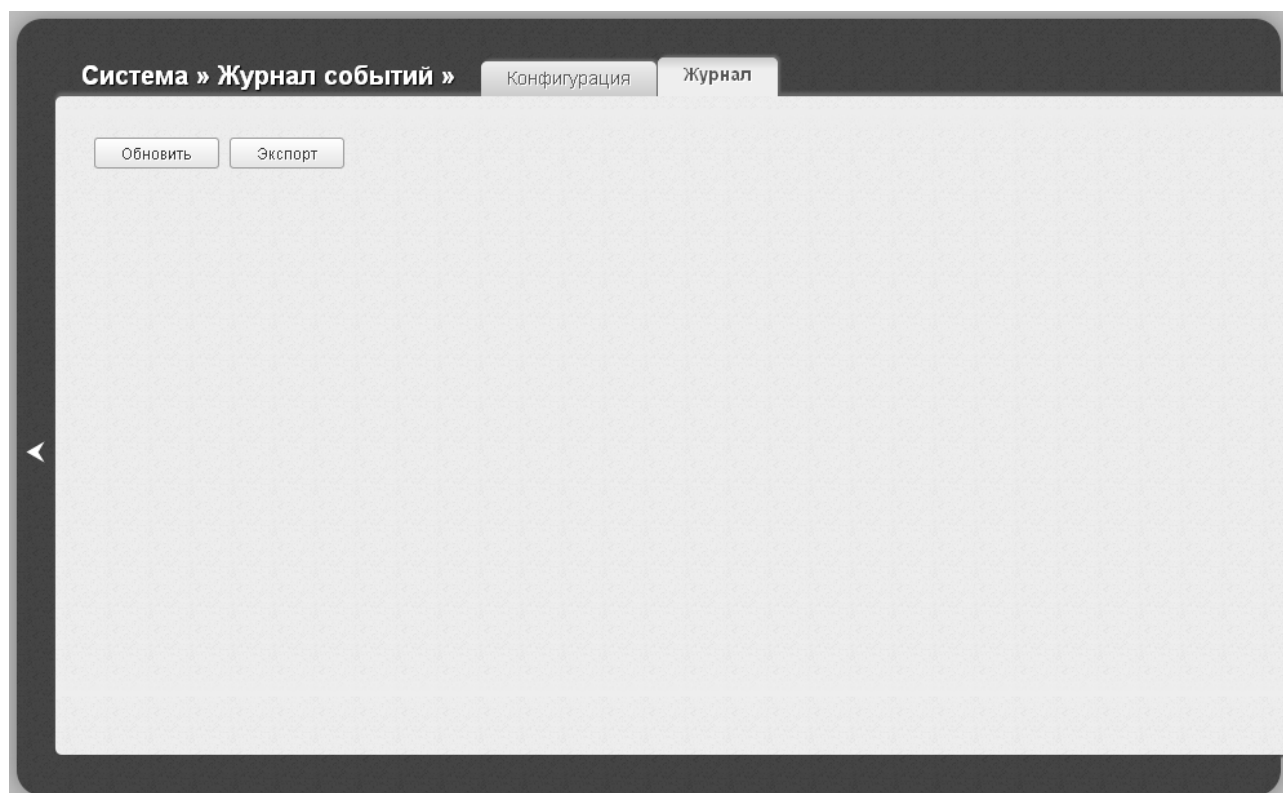 Система » Журнал событий » Конфигурация Журнал
Обновить Экспорт